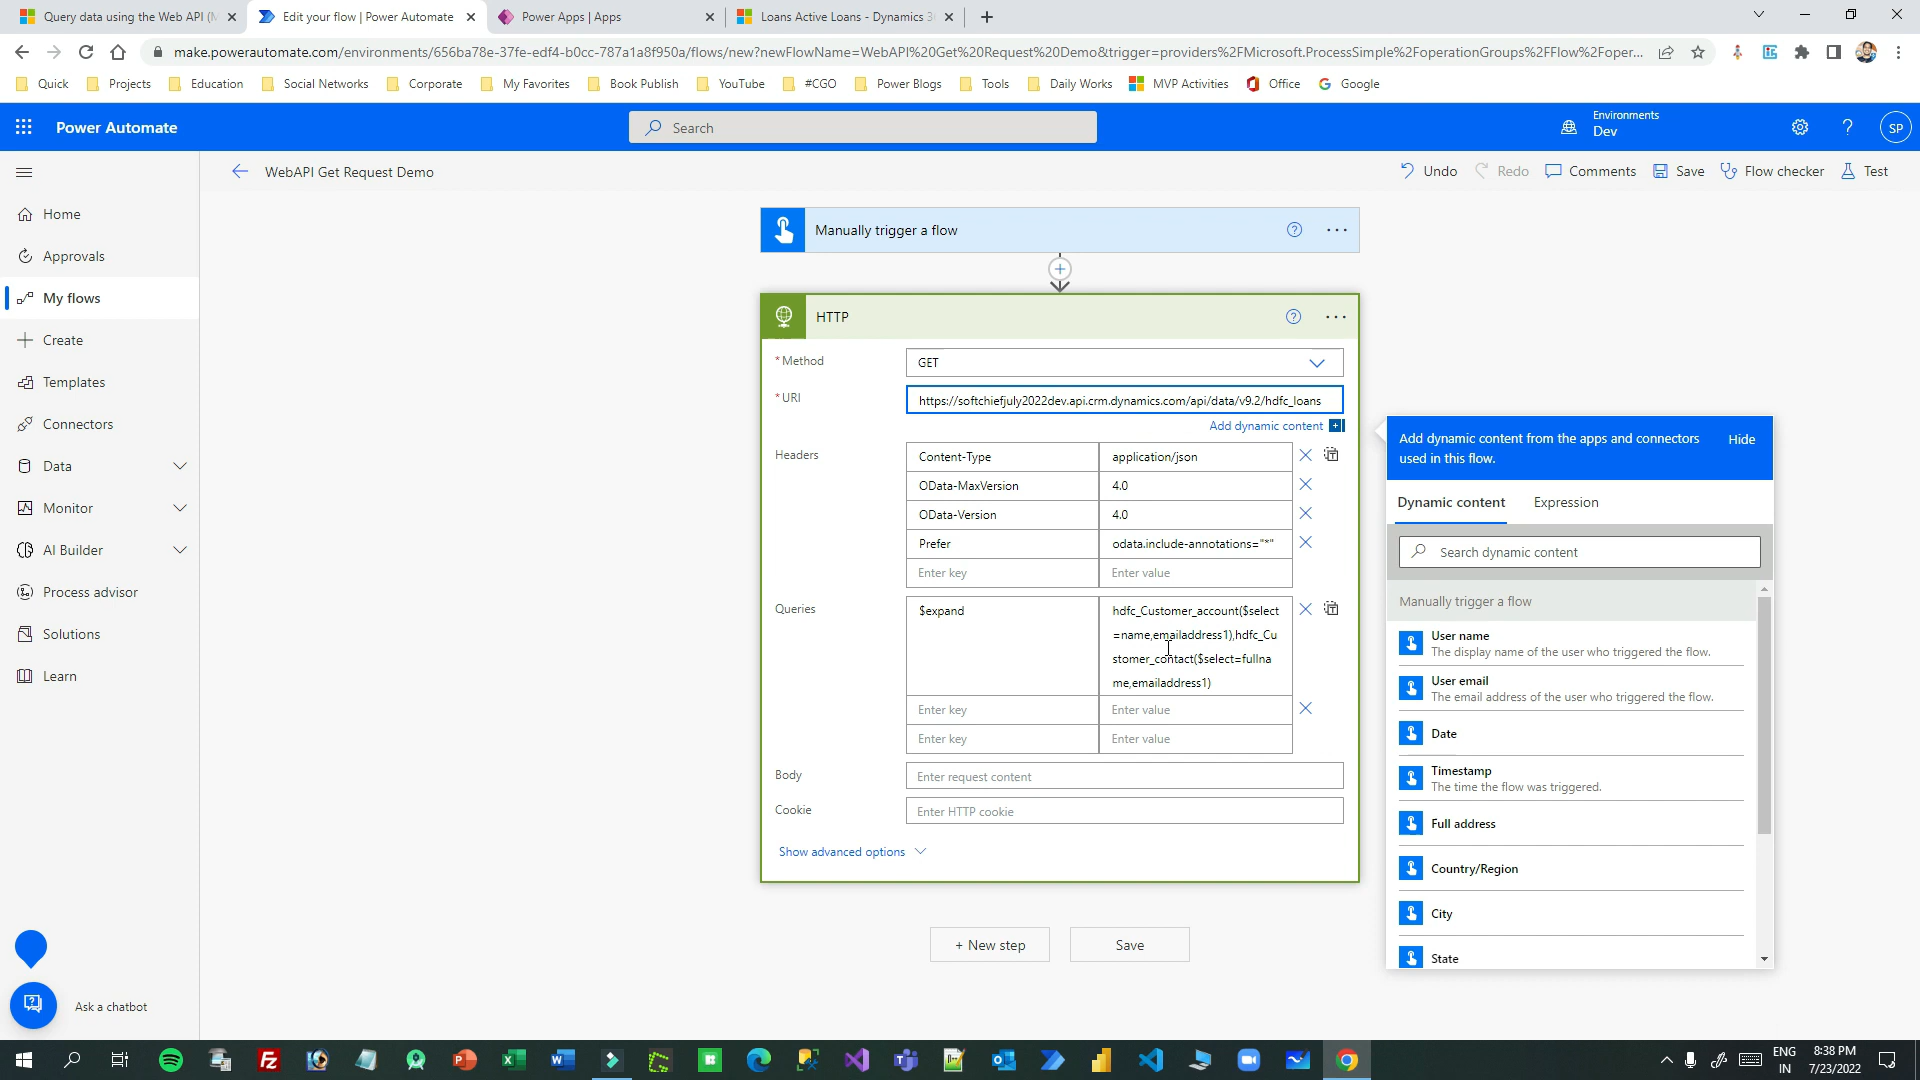 Query data using the Web API (M
Edit your flow | Power Automate
Power Apps | Apps
Loans Active Loans - Dynamics 3
make.powerautomate.com/environments/656ba78e-37fe-edf4-b0cc-787a1a8f950a/flows/new?newFlowName=WebAPI%20Get%20Request%20Demo&trigger=providers%2FMicrosoft.ProcessSimple%2FoperationGroups%2FFlow%2Foper...
Quick
Projects
Education
Social Networks
Corporate
My Favorites
Book Publish
YouTube
#CGO
Power Blogs
Tools
Daily Works
MVP Activities
Office
Google
Power Automate
Search
Environments
Dev
SP
WebAPI Get Request Demo
Undo
Redo
Comments
Save
Flow checker
Test
Home
Approvals
My flows
Create
Templates
Connectors
Data
Monitor
AI Builder
Process advisor
Solutions
Learn
Ask a chatbot
Manually trigger a flow
HTTP
* Method
GET
* URI
https://softchiefjuly2022dev.api.crm.dynamics.com/api/data/v9.2/hdfc_loans
Add dynamic content
Headers
Content-Type
application/json
OData-MaxVersion
4.0
OData-Version
4.0
Prefer
odata.include-annotations="*"
Enter key
Enter value
Queries
$expand
hdfc_Customer_account($select
=name,emailaddress1),hdfc_Cu
stomer_contact($select=fullna
me,emailaddress1)
Enter key
Enter value
Enter key
Enter value
Body
Enter request content
Cookie
Enter HTTP cookie
Show advanced options
+ New step
Save
Add dynamic content from the apps and connectors
used in this flow.
Hide
Dynamic content
Expression
Search dynamic content
Manually trigger a flow
User name
The display name of the user who triggered the flow.
User email
The email address of the user who triggered the flow.
Date
Timestamp
The time the flow was triggered.
Full address
Country/Region
City
State
ENG
IN
8:38 PM
7/23/2022